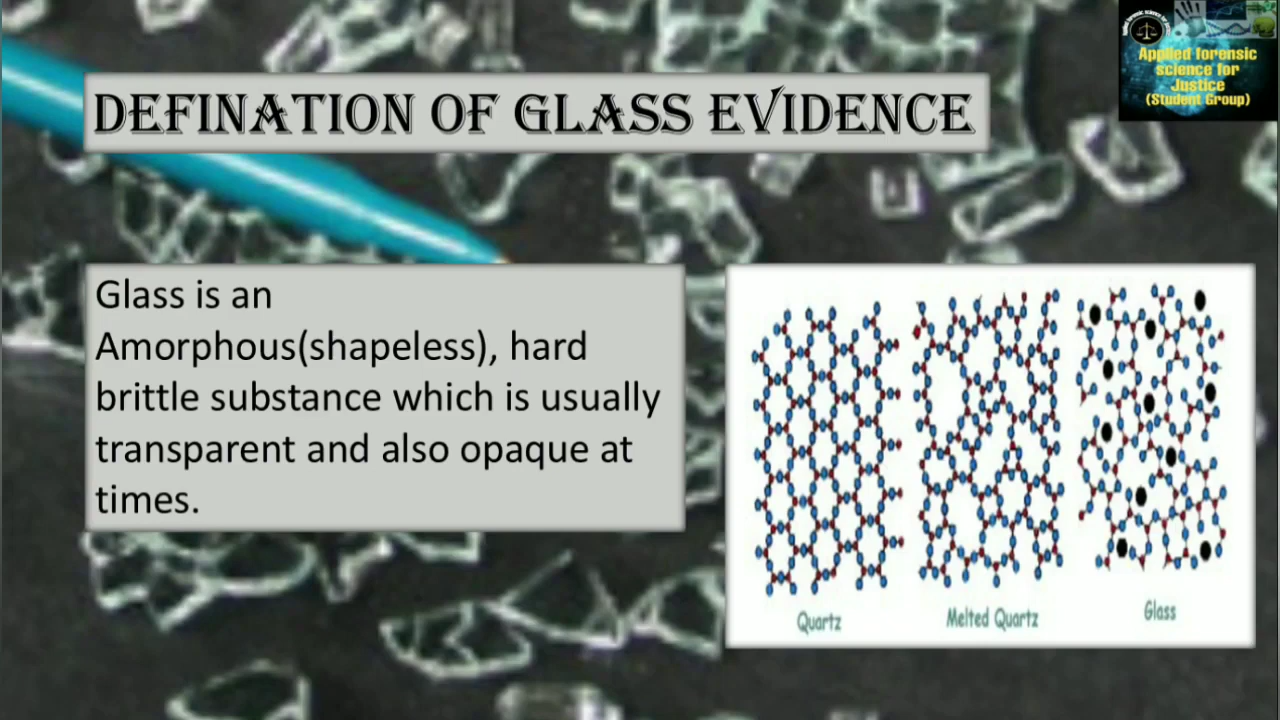 DEFINATION OF GLASS EVIDENCE
Applied forensic
science for
Justice
(Student Group)
Glass is an
Amorphous(shapeless), hard
brittle substance which is usually
transparent and also opaque at
times.
Quartz
Melted Quartz
Glass